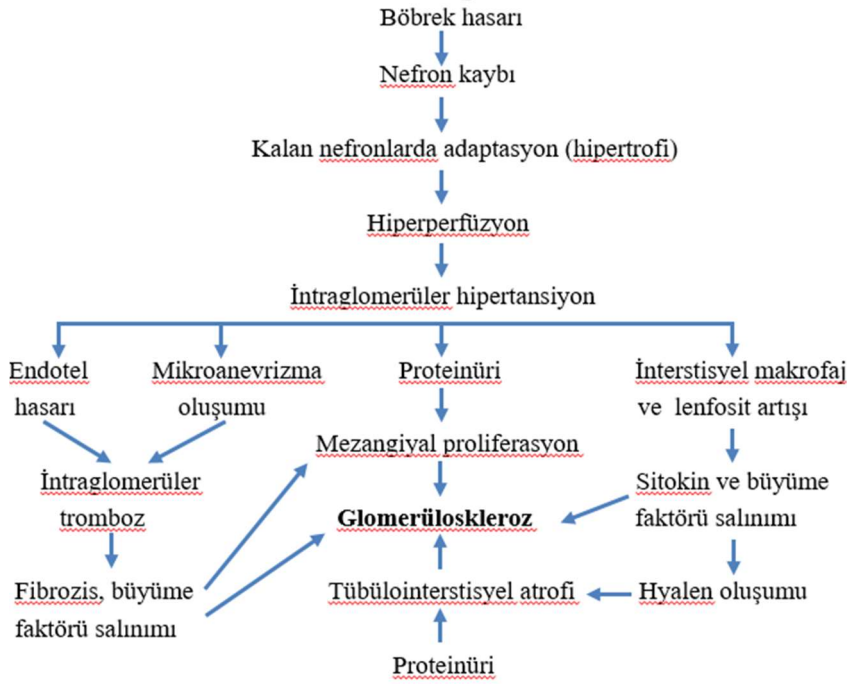 Böbrek hasarı
Nefron kaybı
Kalan nefronlarda adaptasyon (hipertrofi)
Hiperperfüzyon
İntraglomerüler hipertansiyon
Endotel
hasarı
Mikroanevrizma
oluşumu
Proteinüri
İnterstisyel makrofaj
ve lenfosit artışı
Mezangiyal proliferasyon
İntraglomerüler
tromboz
Sitokin ve büyüme
faktörü salınımı
Glomerüloskleroz
Fibrozis, büyüme
faktörü salınımı
Tübülointerstisyel atrofi
Hyalen oluşumu
Proteinüri